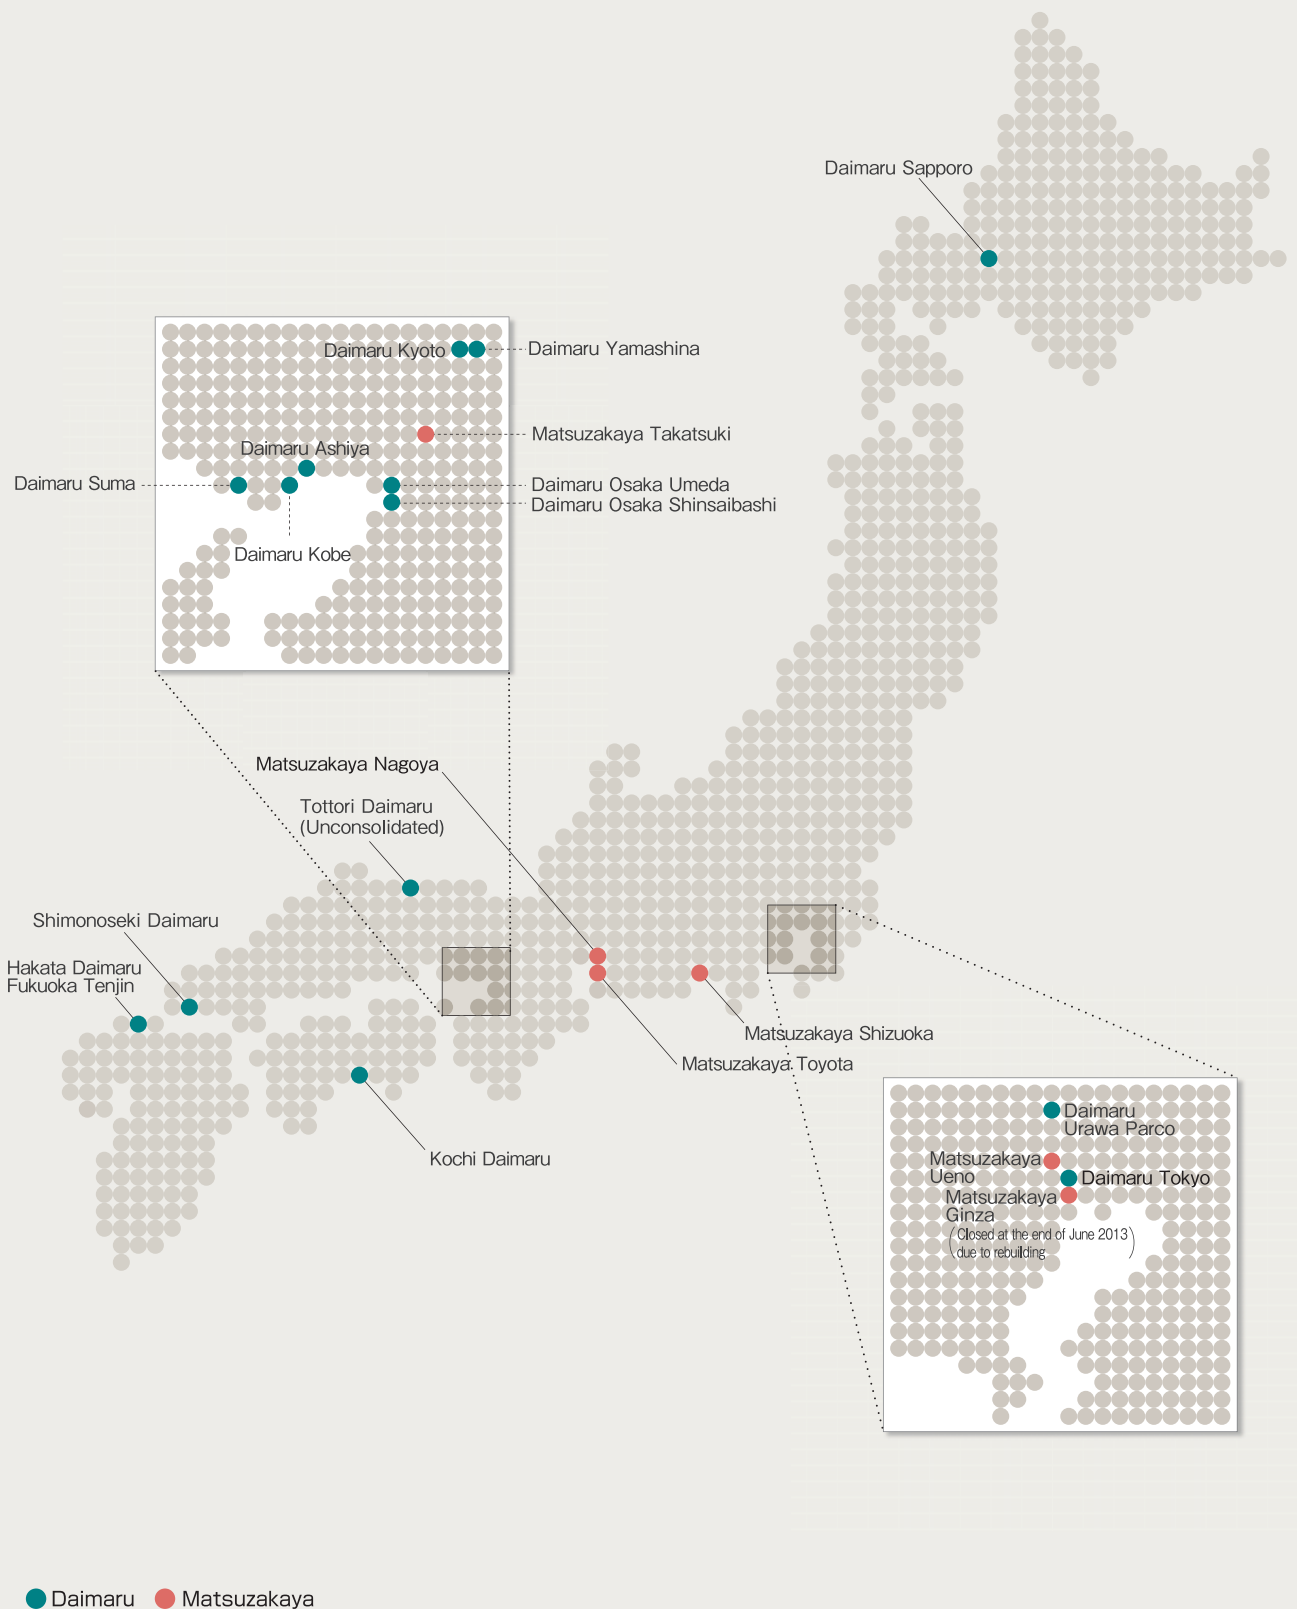 Daimaru Sapporo
Daimaru Kyoto
Daimaru Yamashina
Matsuzakaya Takatsuki
Daimaru Ashiya
Daimaru Suma
Daimaru Osaka Umeda
Daimaru Osaka Shinsaibashi
Daimaru Kobe
Matsuzakaya Nagoya
Tottori Daimaru
(Unconsolidated)
Shimonoseki Daimaru
Hakata Daimaru
Fukuoka Tenjin
Matsuzakaya Shizuoka
Matsuzakaya Toyota
Kochi Daimaru
Daimaru
Urawa Parco
Matsuzakaya
Ueno
Daimaru Tokyo
Matsuzakaya
Ginza
(Closed at the end of June 2013
due to rebuilding)
Daimaru
Matsuzakaya